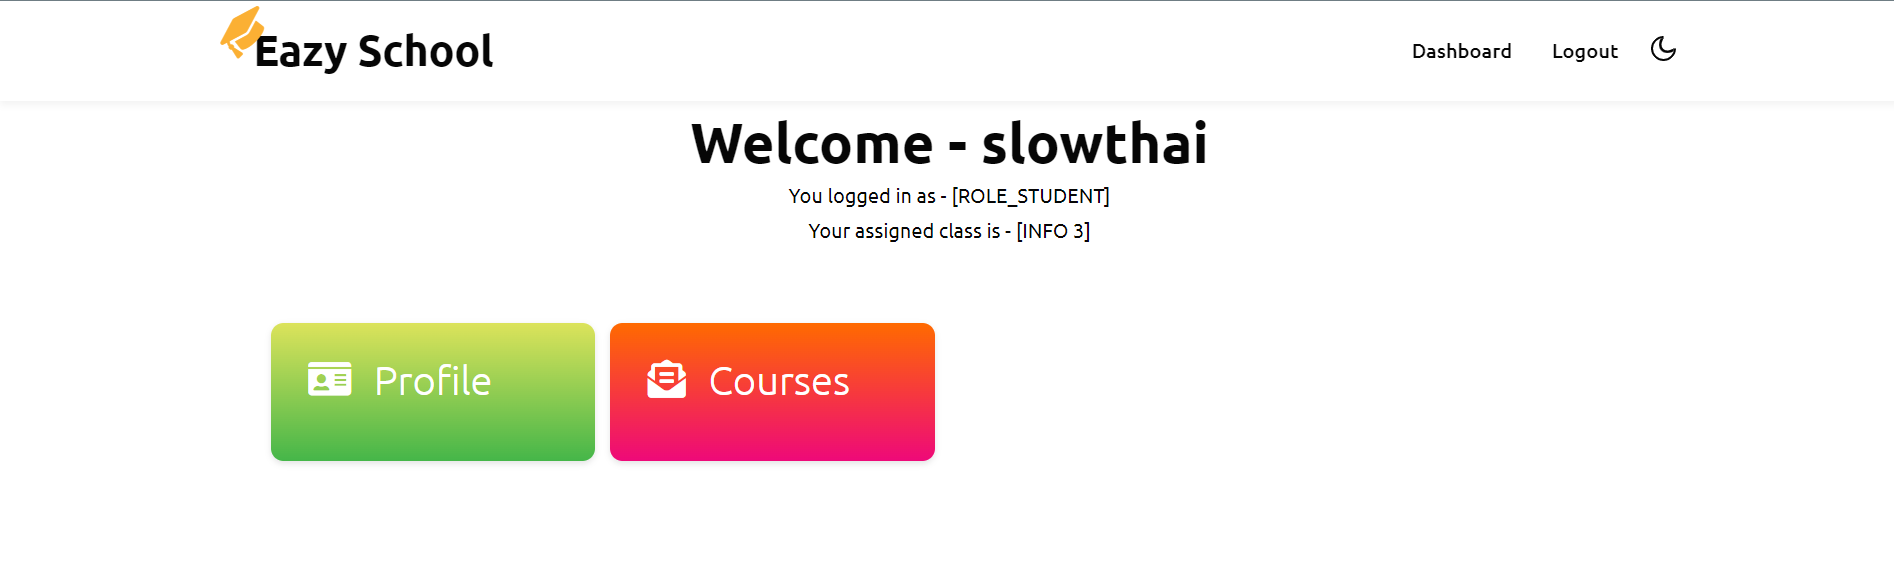 Eazy School
Dashboard Logout
Welcome - slowthai
You logged in as - [ROLE_STUDENT]
Your assigned class is - [INFO 3]
Profile
Courses